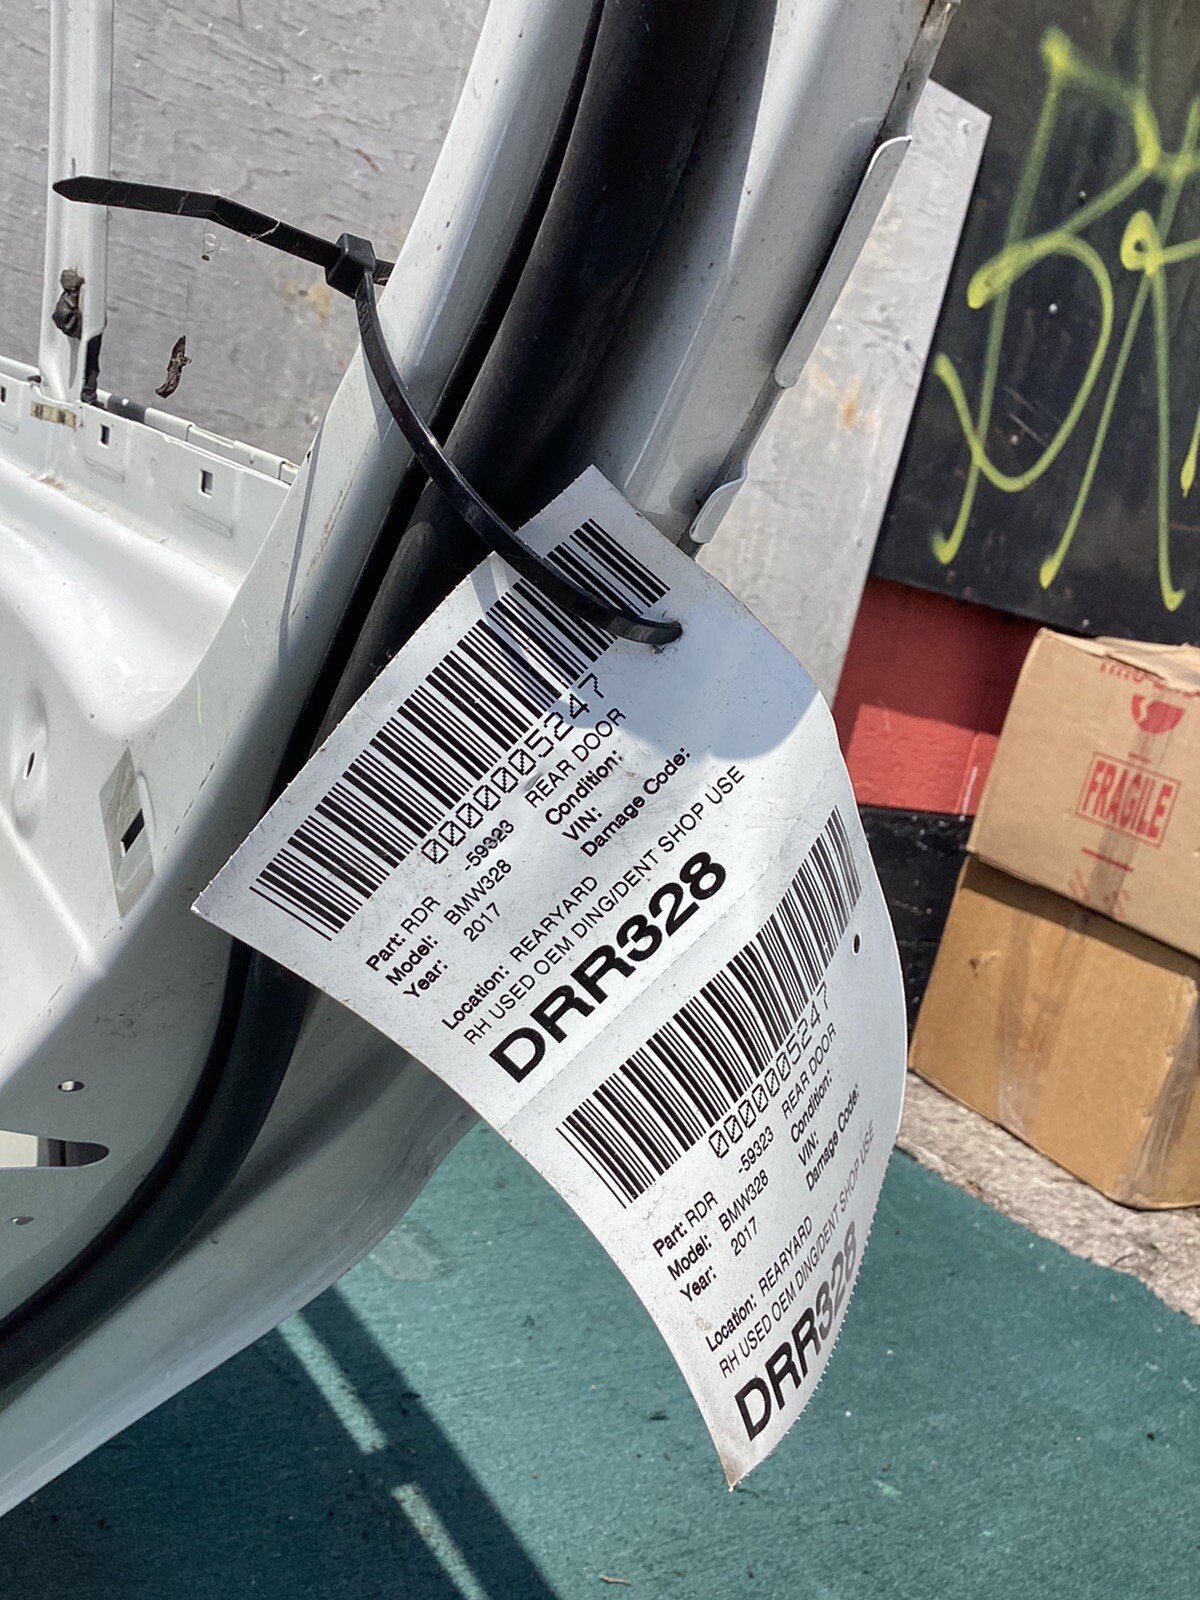 0000005247
Part: RDR -59323 REAR DOOR
Model: BMW328 Condition:
Year: 2017 VIN:
Damage Code:
Location: REARYARD
RH USED OEM DING/DENT SHOP USE
DRR328
0000005247
Part: RDR -59323 REAR DOOR
Model: BMW328 Condition:
Year: 2017 VIN:
Damage Code:
Location: REARYARD
RH USED OEM DING/DENT SHOP USE
DRR328
FRAGILE